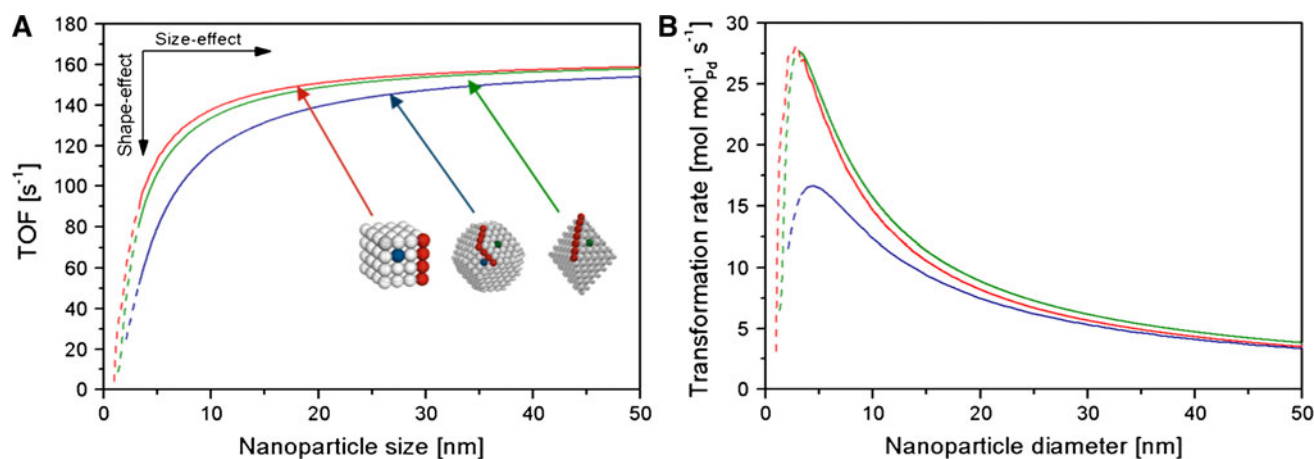 A
Size-effect
Shape-effect
TOF [s⁻¹]
180
160
140
120
100
80
60
40
20
0
0 10 20 30 40 50
Nanoparticle size [nm]
B
Transformation rate [mol mol⁻¹Pd s⁻¹]
30
25
20
15
10
5
0
0 10 20 30 40 50
Nanoparticle diameter [nm]